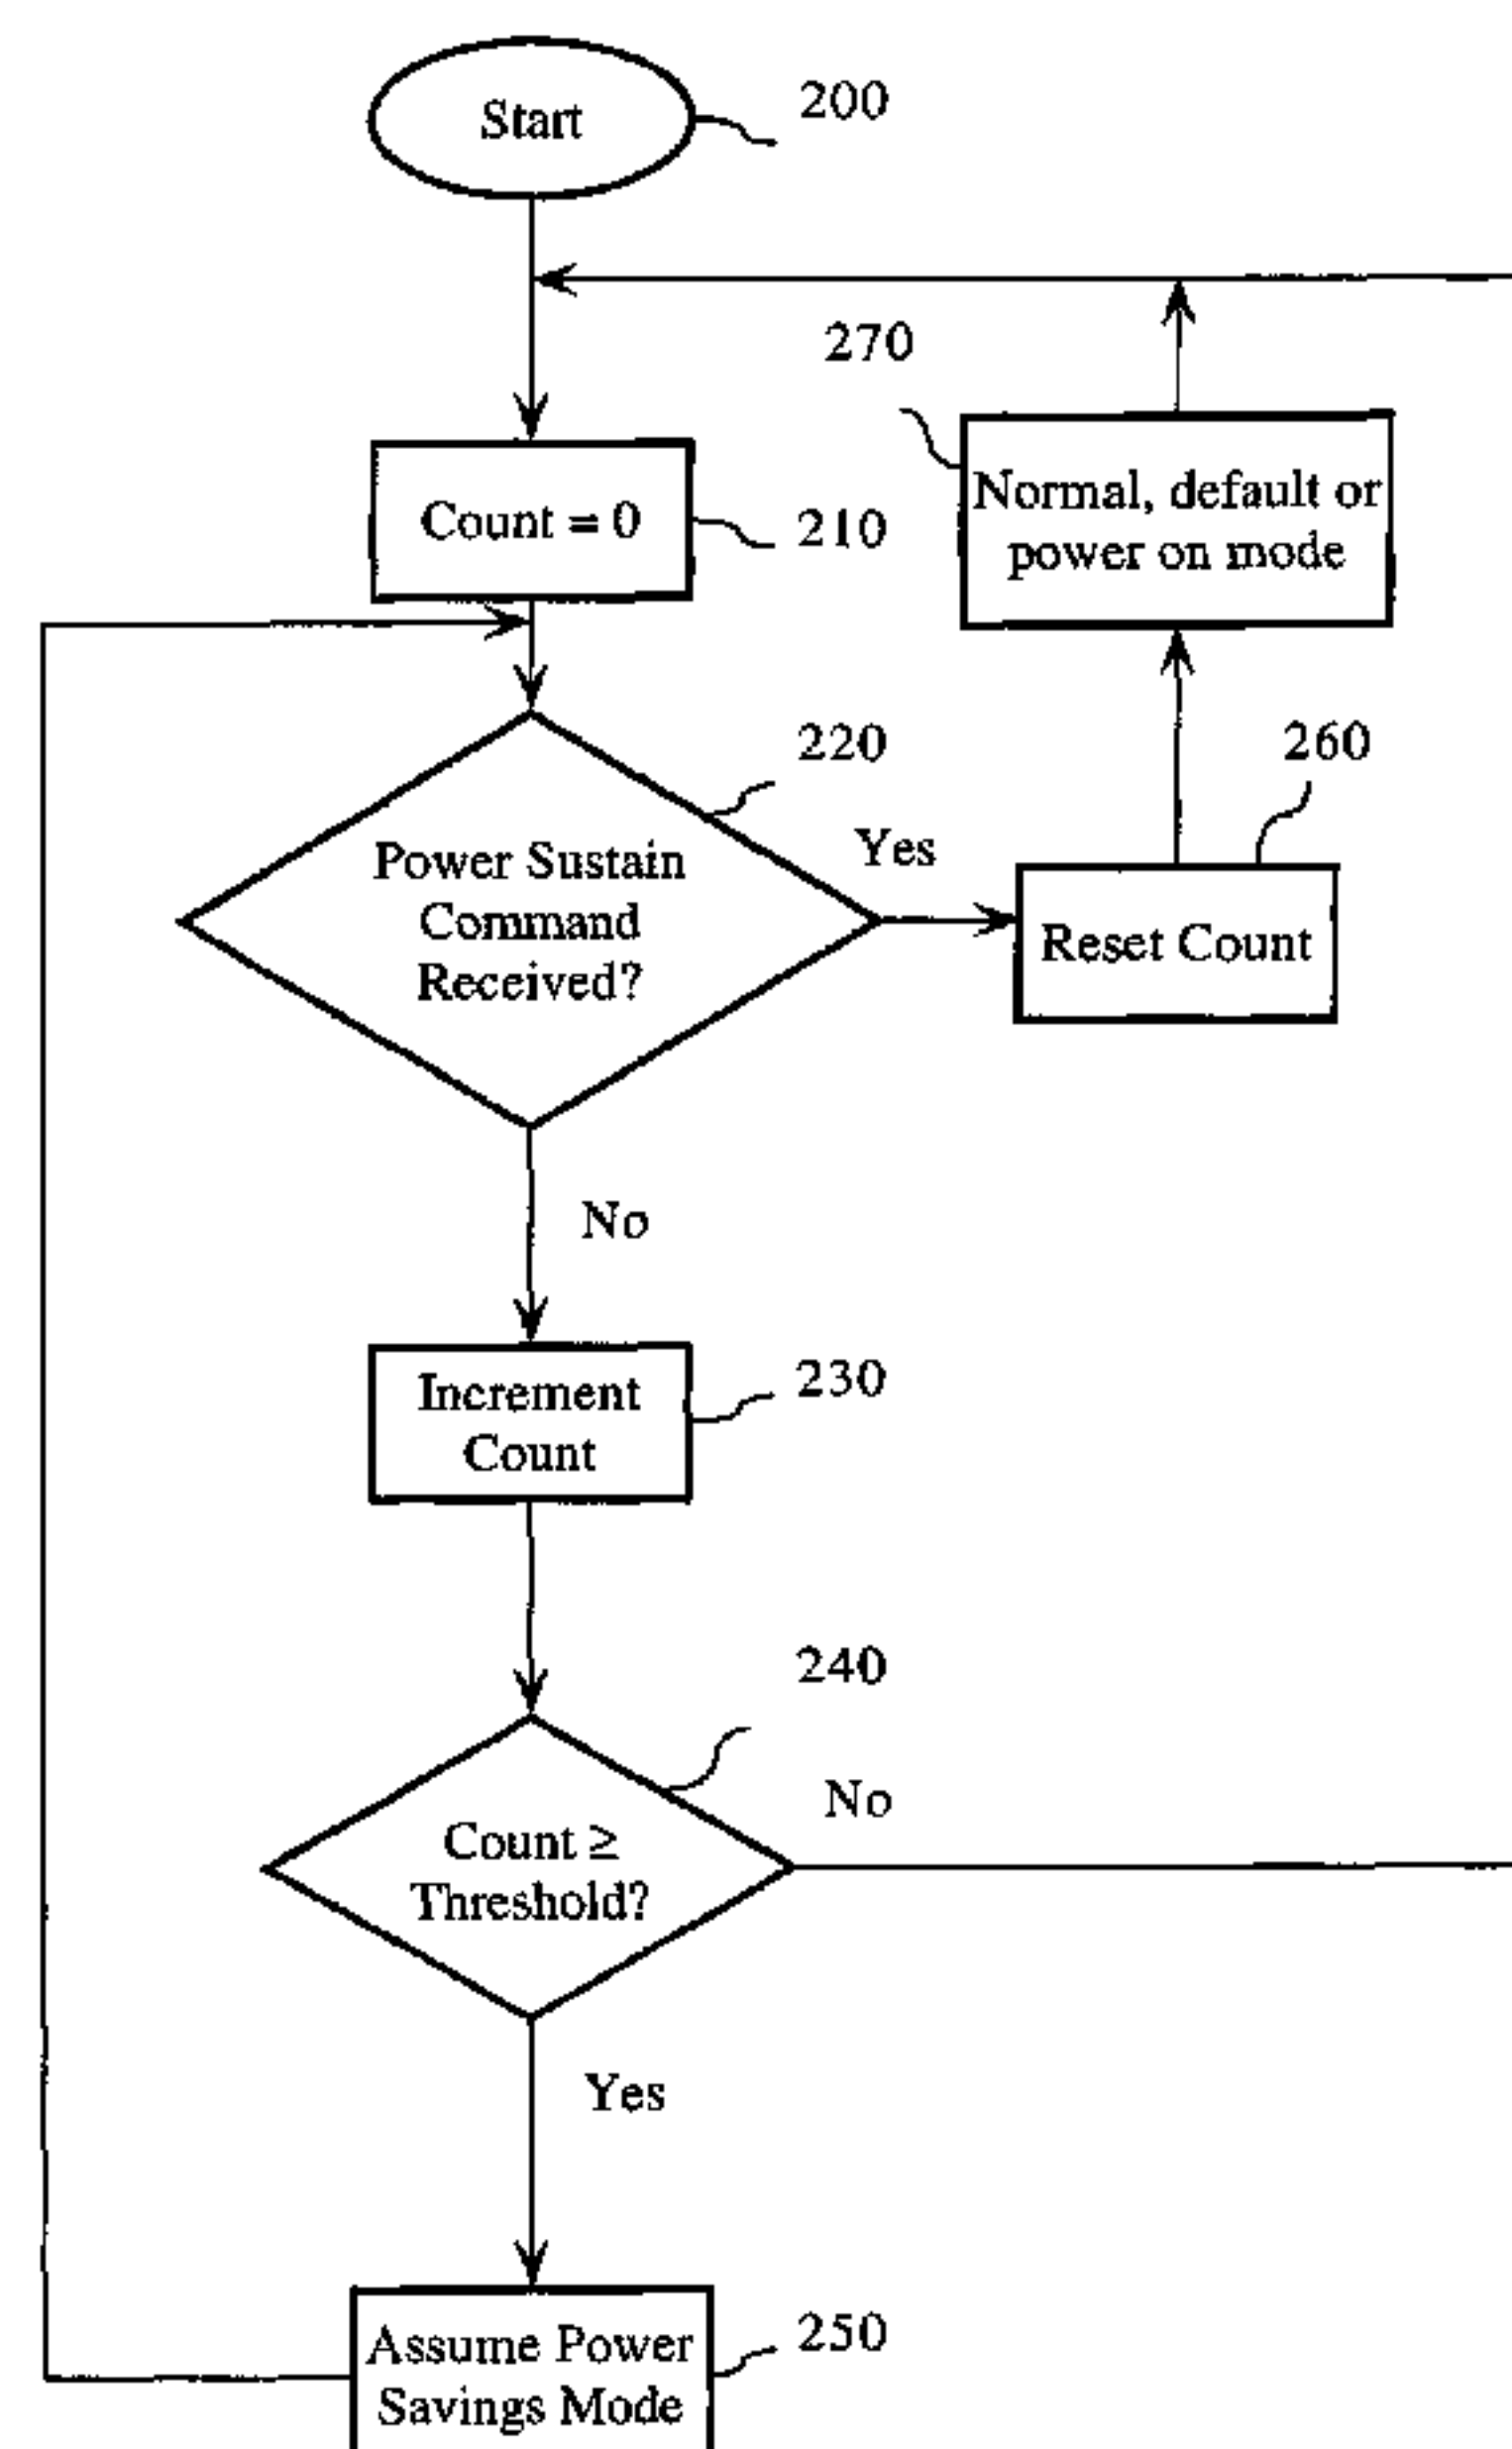 Start
200
270
Normal, default or
power on mode
Count = 0
210
220
260
Power Sustain
Command
Received?
Yes
Reset Count
No
Increment
Count
230
240
Count ≥
Threshold?
No
Yes
Assume Power
Savings Mode
250